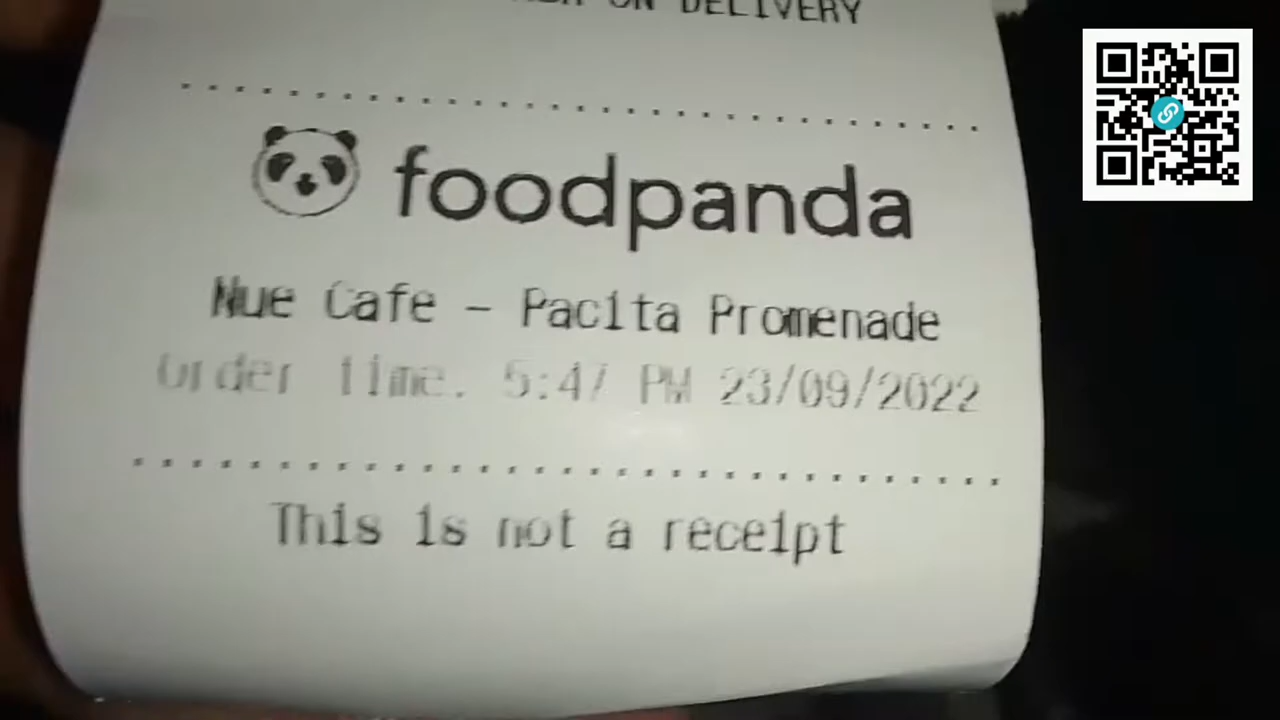 ON DELIVERY
foodpanda
Nue Cafe - Pacita Promenade
Order time. 5:47 PM 23/09/2022
This is not a receipt